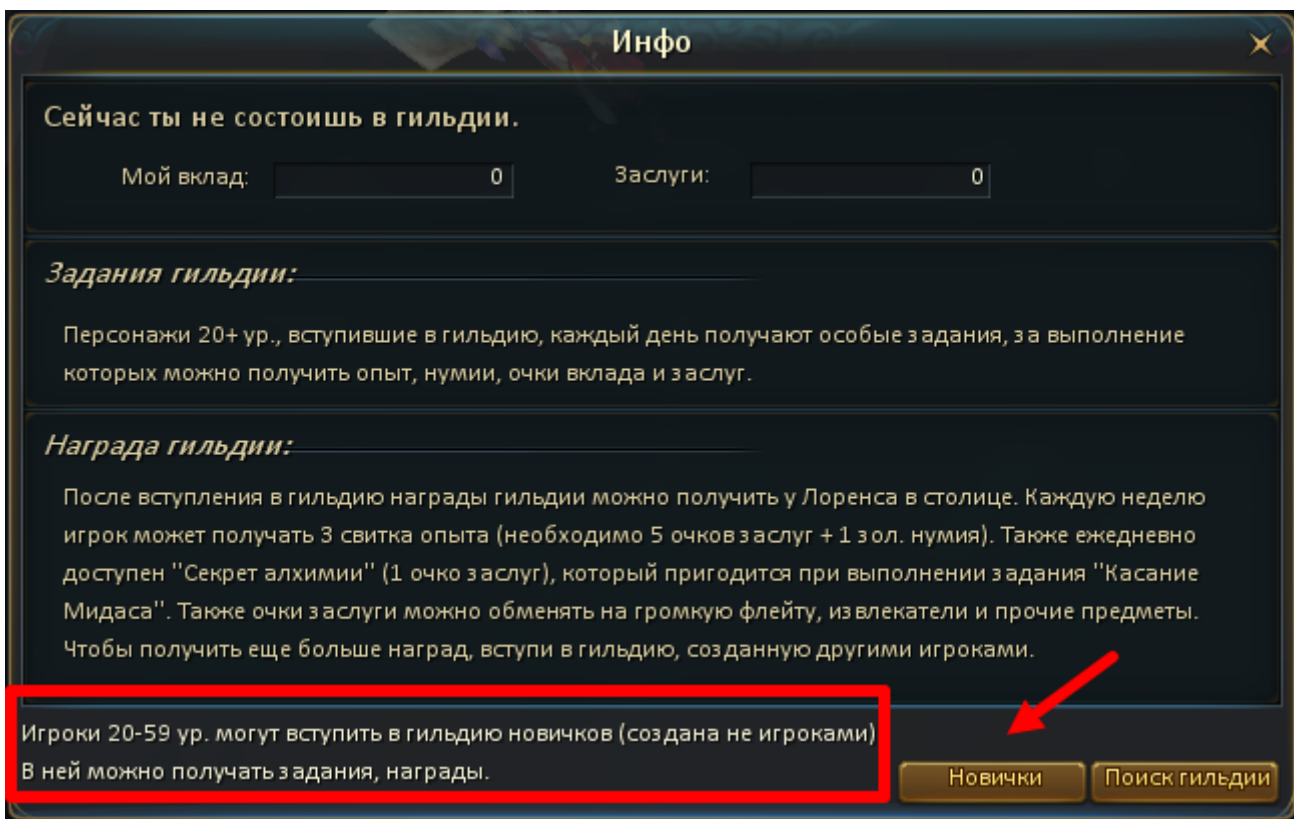 Инфо
Сейчас ты не состоишь в гильдии.
Мой вклад: 0 Заслуги: 0
Задания гильдии:
Персонажи 20+ ур., вступившие в гильдию, каждый день получают особые задания, за выполнение
которых можно получить опыт, нумии, очки вклада и заслуг.
Награда гильдии:
После вступления в гильдию награды гильдии можно получить у Лоренса в столице. Каждую неделю
игрок может получать 3 свитка опыта (необходимо 5 очков заслуг + 1 зол. нумия). Также ежедневно
доступен "Секрет алхимии" (1 очко заслуг), который пригодится при выполнении задания "Касание
Мидаса". Также очки заслуги можно обменять на громкую флейту, извлекатели и прочие предметы.
Чтобы получить еще больше наград, вступи в гильдию, созданную другими игроками.
Игроки 20-59 ур. могут вступить в гильдию новичков (создана не игроками)
В ней можно получать задания, награды.
Новички Поиск гильдии